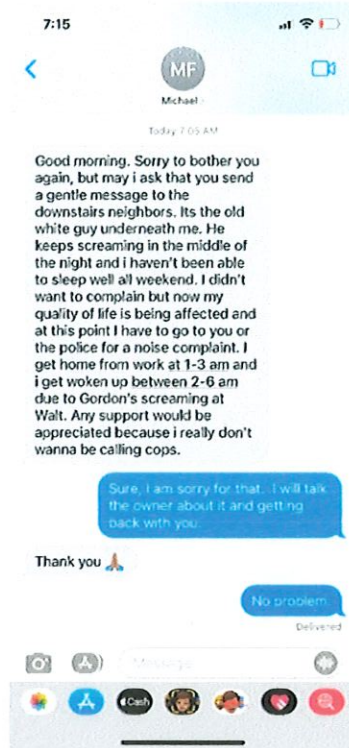 7:15
MF
Michael
Today 7:05 AM
Good morning. Sorry to bother you
again, but may i ask that you send
a gentle message to the
downstairs neighbors. Its the old
white guy underneath me. He
keeps screaming in the middle of
the night and i haven't been able
to sleep well all weekend. I didn't
want to complain but now my
quality of life is being affected and
at this point I have to go to you or
the police for a noise complaint. I
get home from work at 1-3 am and
i get woken up between 2-6 am
due to Gordon's screaming at
Walt. Any support would be
appreciated because i really don't
wanna be calling cops.
Sure, I am sorry for that. I will talk
the owner about it and getting
back with you
Thank you 🙏🏽
No problem
Delivered
iMessage
Cash